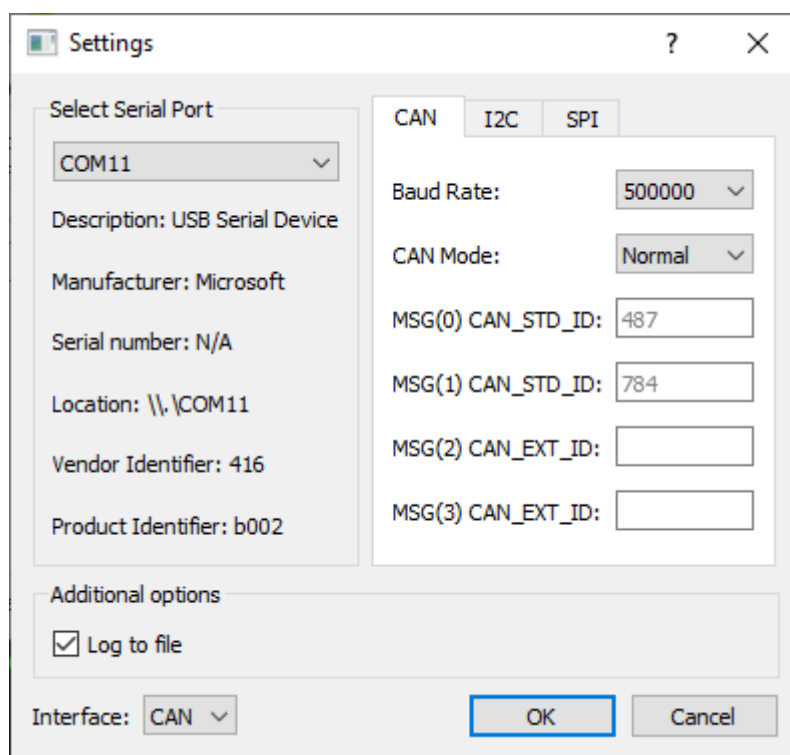 Settings
?
Select Serial Port
COM11
Description: USB Serial Device
Manufacturer: Microsoft
Serial number: N/A
Location: \\.\COM11
Vendor Identifier: 416
Product Identifier: b002
CAN I2C SPI
Baud Rate: 500000
CAN Mode: Normal
MSG(0) CAN_STD_ID: 487
MSG(1) CAN_STD_ID: 784
MSG(2) CAN_EXT_ID:
MSG(3) CAN_EXT_ID:
Additional options
Log to file
Interface: CAN
OK Cancel